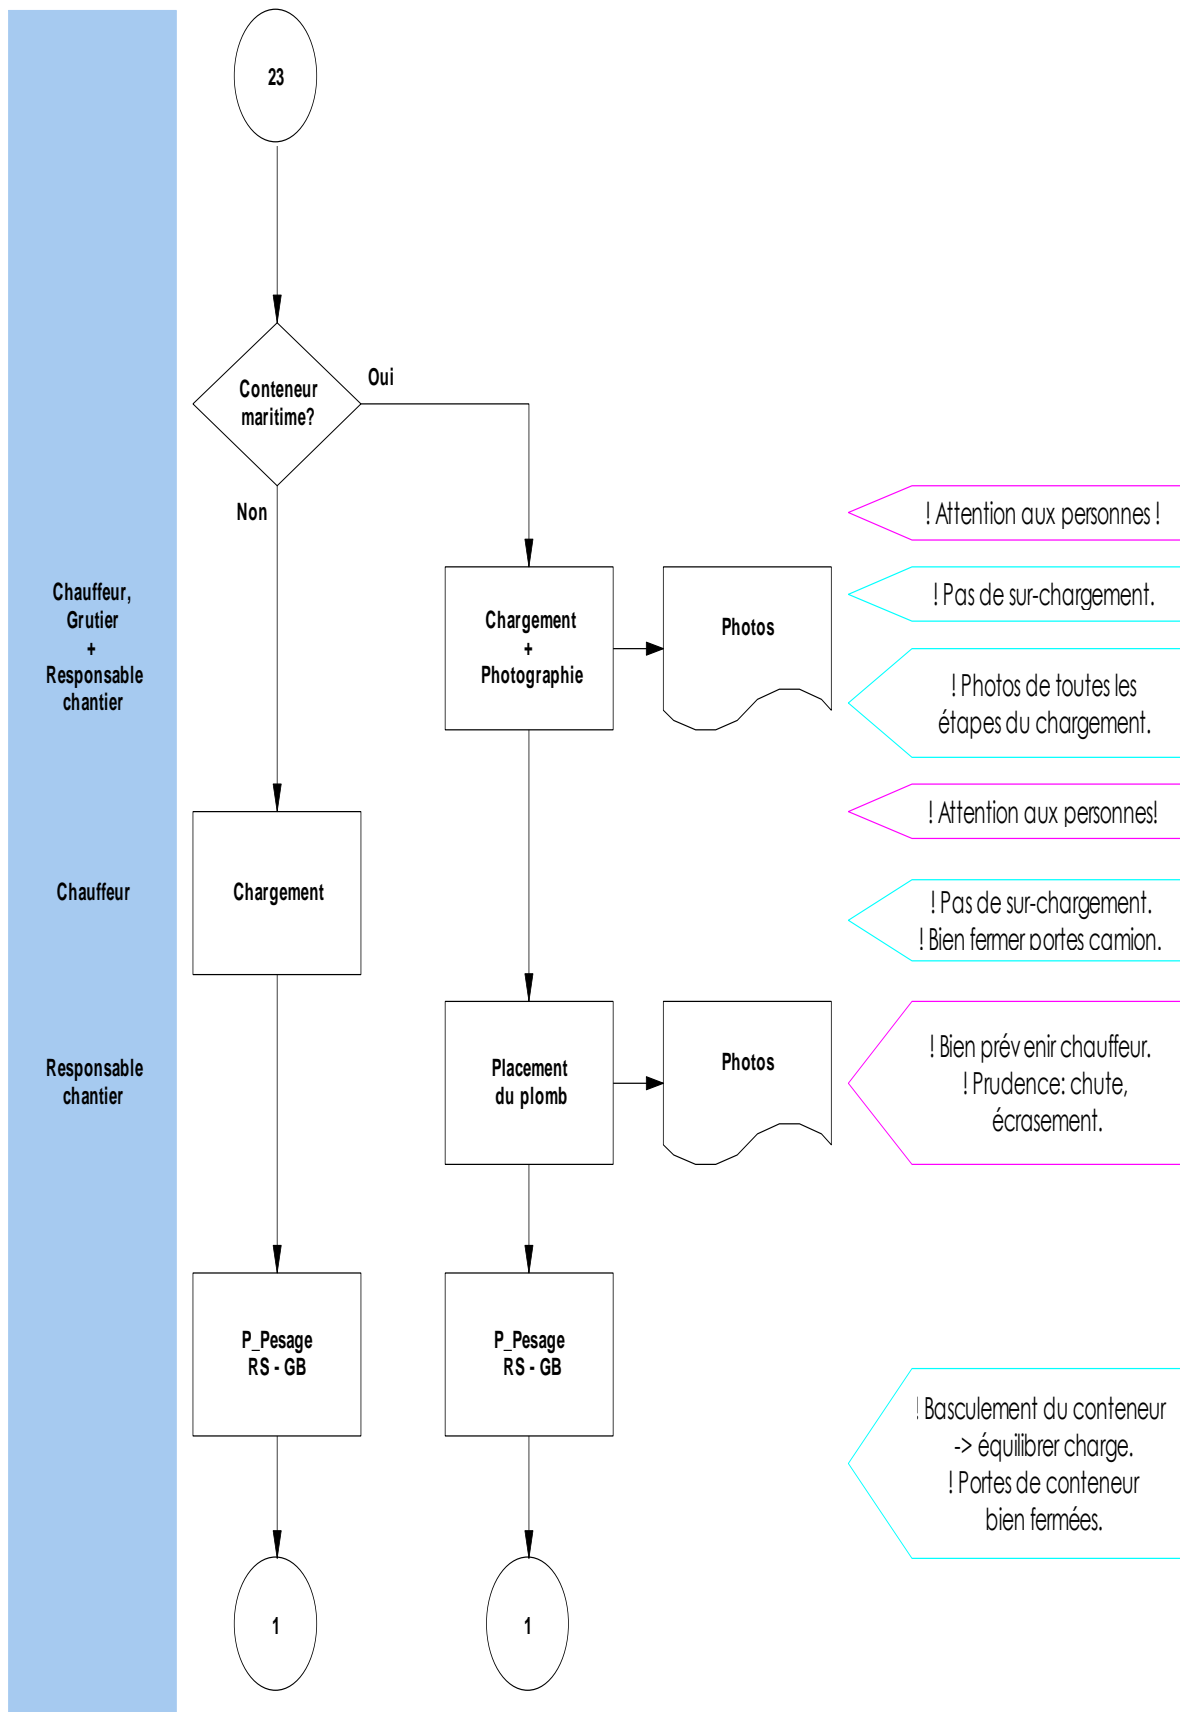 23
Conteneur
maritime?
Oui
Non
! Attention aux personnes !
Chauffeur,
Grutier
+
Responsable
chantier
Chargement
+
Photographie
Photos
! Pas de sur-chargement.
! Photos de toutes les
étapes du chargement.
! Attention aux personnes!
Chauffeur
Chargement
! Pas de sur-chargement.
! Bien fermer portes camion.
Responsable
chantier
Placement
du plomb
Photos
! Bien prévenir chauffeur.
! Prudence: chute,
écrasement.
P_Pesage
RS - GB
P_Pesage
RS - GB
! Basculement du conteneur
-> équilibrer charge.
! Portes de conteneur
bien fermées.
1
1